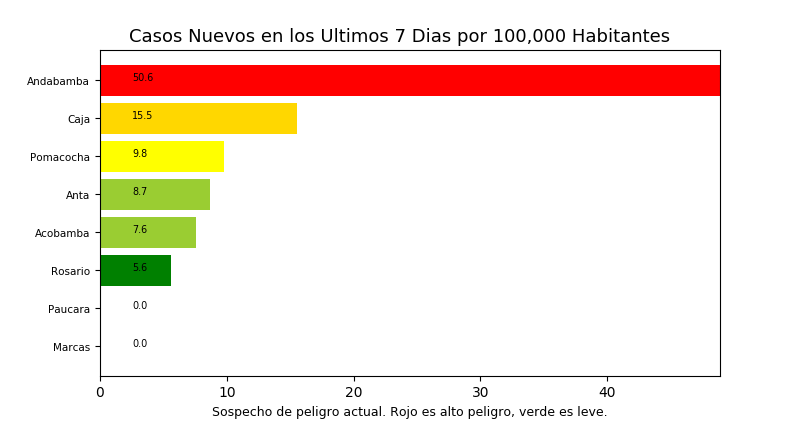 Casos Nuevos en los Ultimos 7 Dias por 100,000 Habitantes
Andabamba 50.6
Caja 15.5
Pomacocha 9.8
Anta 8.7
Acobamba 7.6
Rosario 5.6
Paucara 0.0
Marcas 0.0
0 10 20 30 40
Sospecho de peligro actual. Rojo es alto peligro, verde es leve.